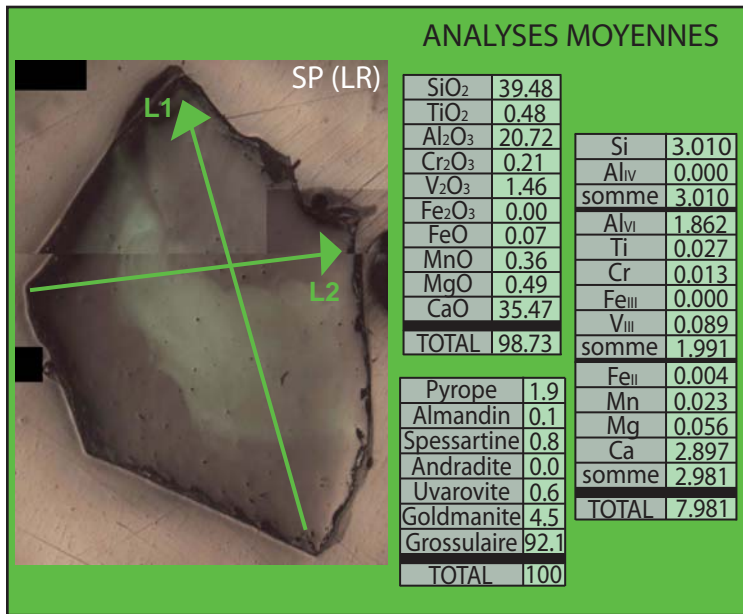 ANALYSES MOYENNES
SP (LR)
L1
L2
SiO2 39.48
TiO2 0.48
Al2O3 20.72
Cr2O3 0.21
V2O3 1.46
Fe2O3 0.00
FeO 0.07
MnO 0.36
MgO 0.49
CaO 35.47
TOTAL 98.73
Pyrope 1.9
Almandin 0.1
Spessartine 0.8
Andradite 0.0
Uvarovite 0.6
Goldmanite 4.5
Grossulaire 92.1
TOTAL 100
Si 3.010
AlIV 0.000
somme 3.010
AlVI 1.862
Ti 0.027
Cr 0.013
FeIII 0.000
VIII 0.089
somme 1.991
FeII 0.004
Mn 0.023
Mg 0.056
Ca 2.897
somme 2.981
TOTAL 7.981